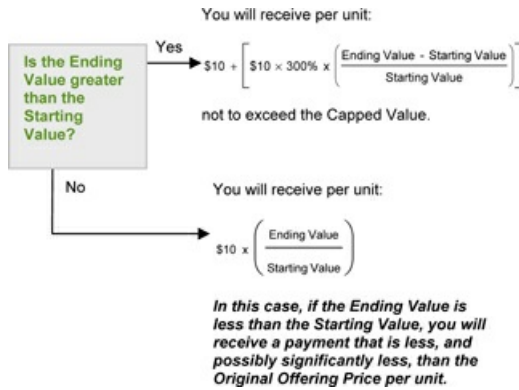 You will receive per unit:
Is the Ending
Value greater
than the
Starting
Value?
Yes
$10 + [ $10 × 300% x ( Ending Value - Starting Value
Starting Value ) ]
not to exceed the Capped Value.
No
You will receive per unit:
$10 x ( Ending Value
Starting Value )
In this case, if the Ending Value is
less than the Starting Value, you will
receive a payment that is less, and
possibly significantly less, than the
Original Offering Price per unit.